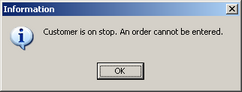 Information
Customer is on stop. An order cannot be entered.
OK